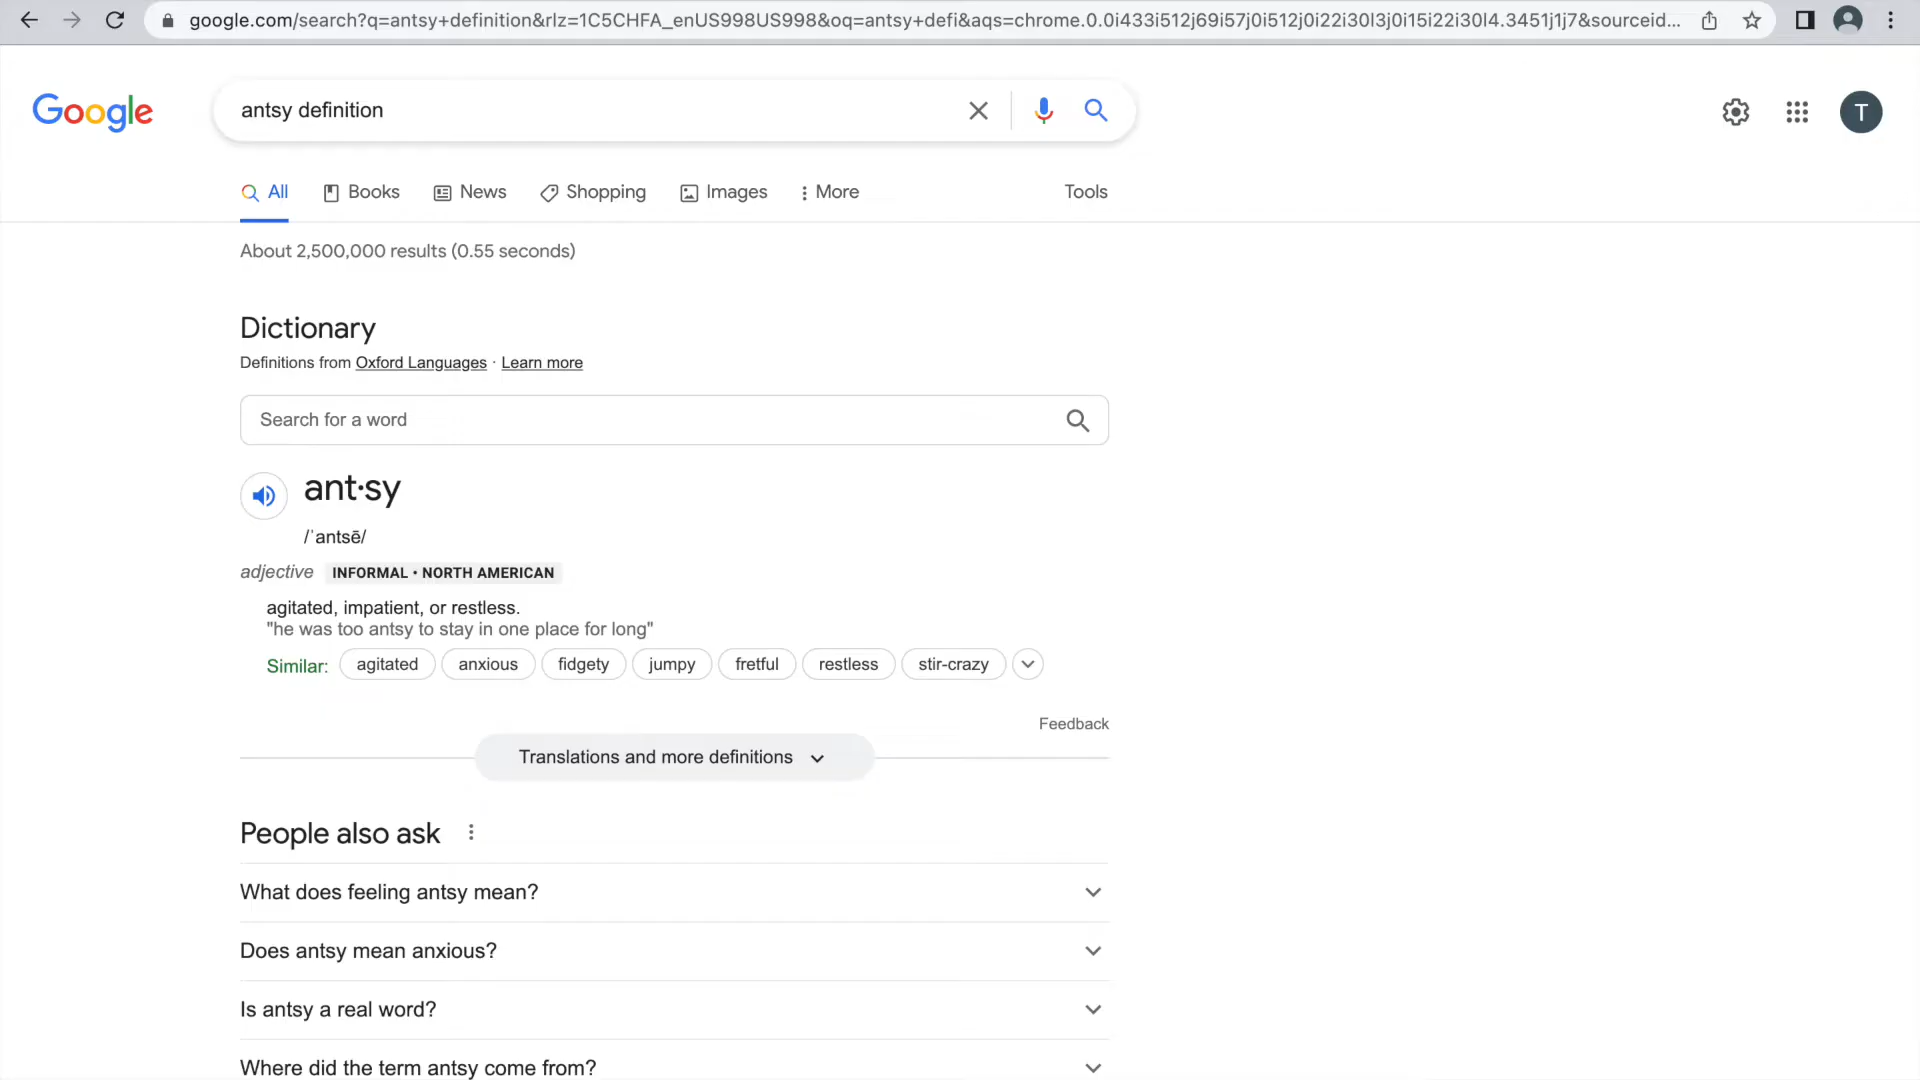 google.com/search?q=antsy+definition&rlz=1C5CHFA_enUS998US998&oq=antsy+defi&aqs=chrome.0.0i433i512j69i57j0i512j0i22i30l3j0i15i22i30l4.3451j1j7&sourceid...
Google
antsy definition
T
All Books News Shopping Images More Tools
About 2,500,000 results (0.55 seconds)
Dictionary
Definitions from Oxford Languages · Learn more
Search for a word
ant·sy
/ˈantsē/
adjective INFORMAL • NORTH AMERICAN
agitated, impatient, or restless.
"he was too antsy to stay in one place for long"
Similar: agitated anxious fidgety jumpy fretful restless stir-crazy
Feedback
Translations and more definitions
People also ask
What does feeling antsy mean?
Does antsy mean anxious?
Is antsy a real word?
Where did the term antsy come from?